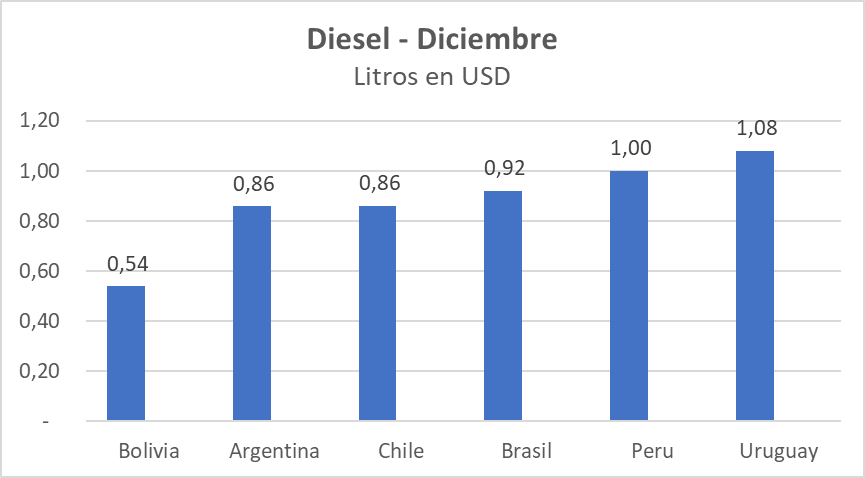 Diesel - Diciembre
Litros en USD
1,20
1,00
0,80
0,60
0,40
0,20
-
0,54
0,86
0,86
0,92
1,00
1,08
Bolivia
Argentina
Chile
Brasil
Peru
Uruguay